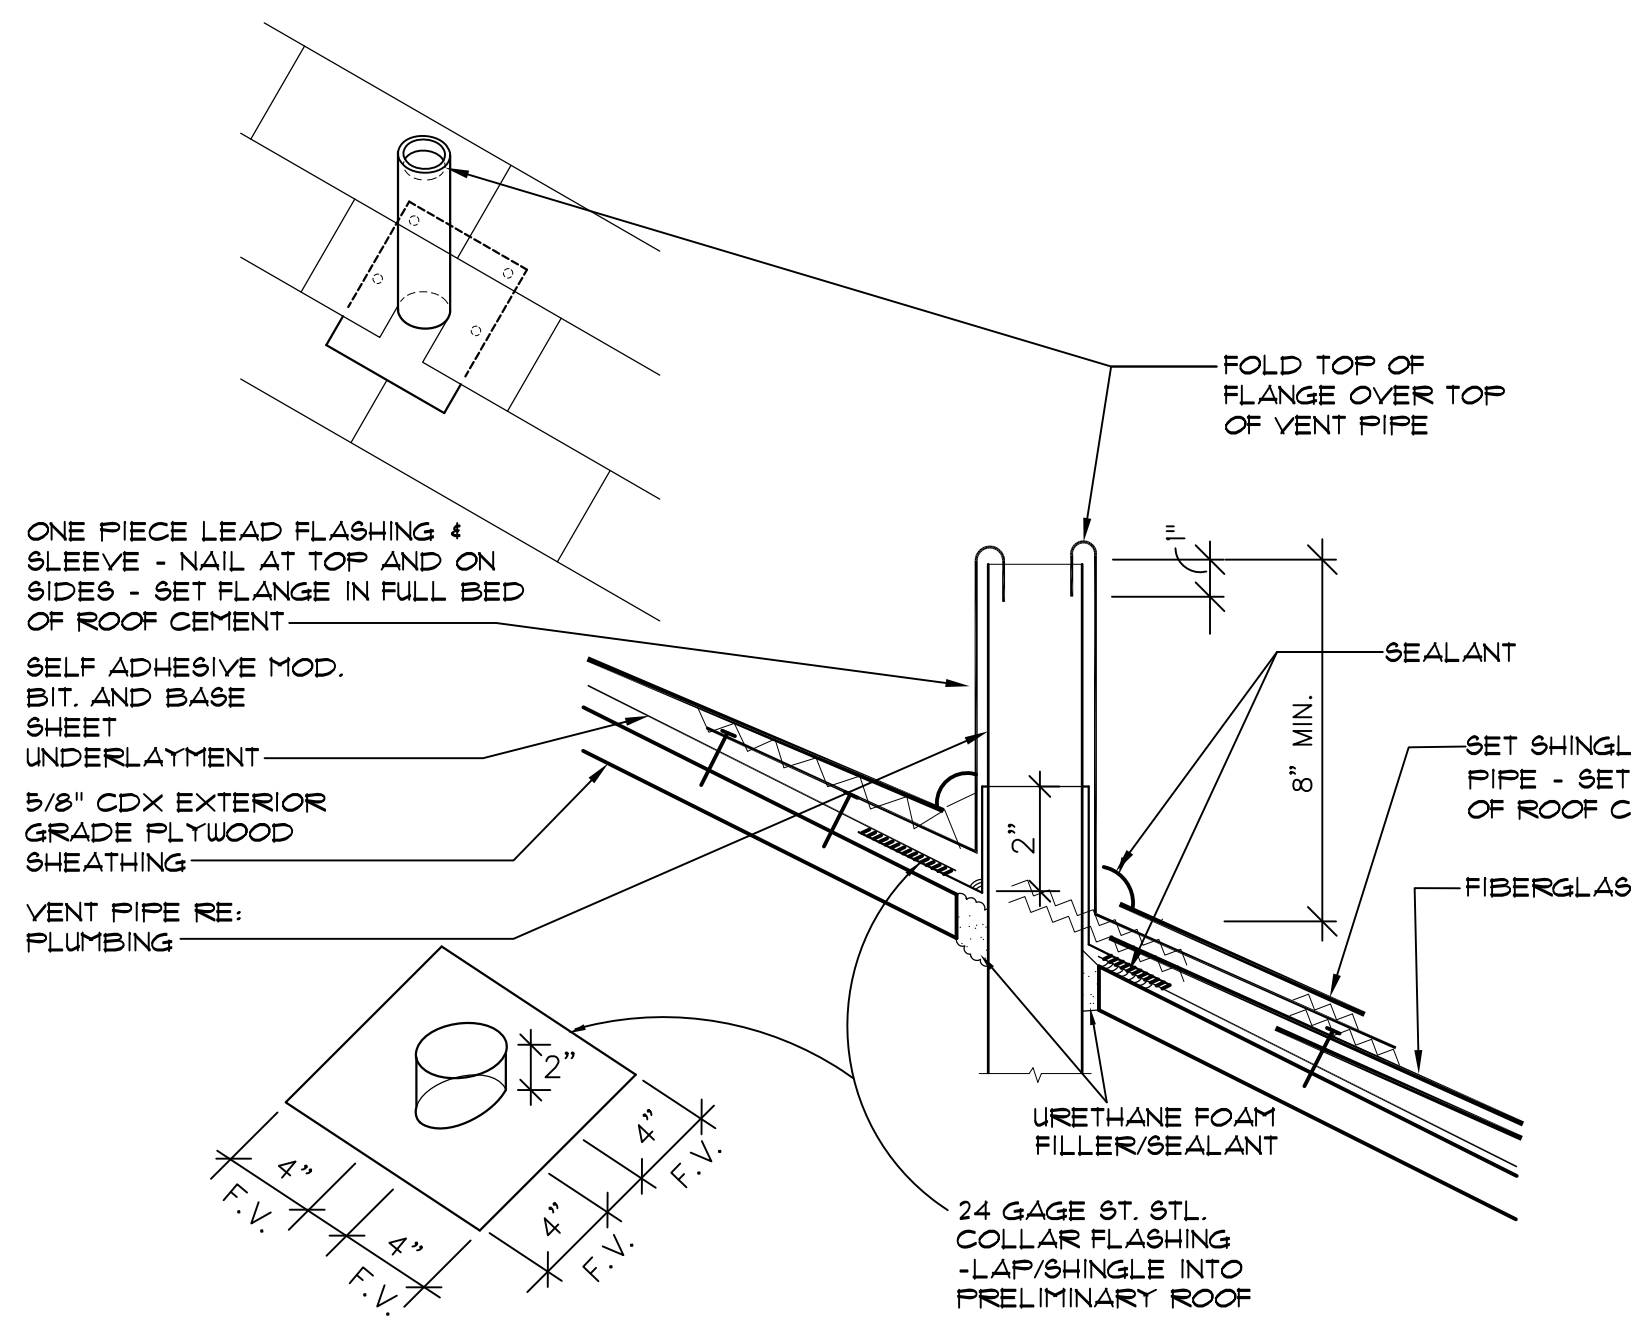 FOLD TOP OF
FLANGE OVER TOP
OF VENT PIPE
ONE PIECE LEAD FLASHING &
SLEEVE - NAIL AT TOP AND ON
SIDES - SET FLANGE IN FULL BED
OF ROOF CEMENT
SELF ADHESIVE MOD.
BIT. AND BASE
SHEET
UNDERLAYMENT
5/8" CDX EXTERIOR
GRADE PLYWOOD
SHEATHING
VENT PIPE RE:
PLUMBING
1"
8" MIN.
2"
SEALANT
SET SHINGL
PIPE - SET
OF ROOF C
FIBERGLAS
URETHANE FOAM
FILLER/SEALANT
24 GAGE ST. STL.
COLLAR FLASHING
-LAP/SHINGLE INTO
PRELIMINARY ROOF
2"
4"
F.V.
4"
F.V.
4"
F.V.
4"
F.V.